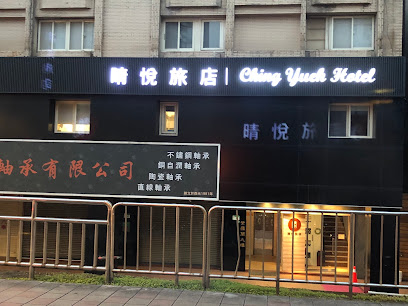 晴悅旅店 | Ching Yueh Hotel
晴悅旅
軸承有限公司
不鏽鋼軸承
銅自潤軸承
陶瓷軸承
直線軸承